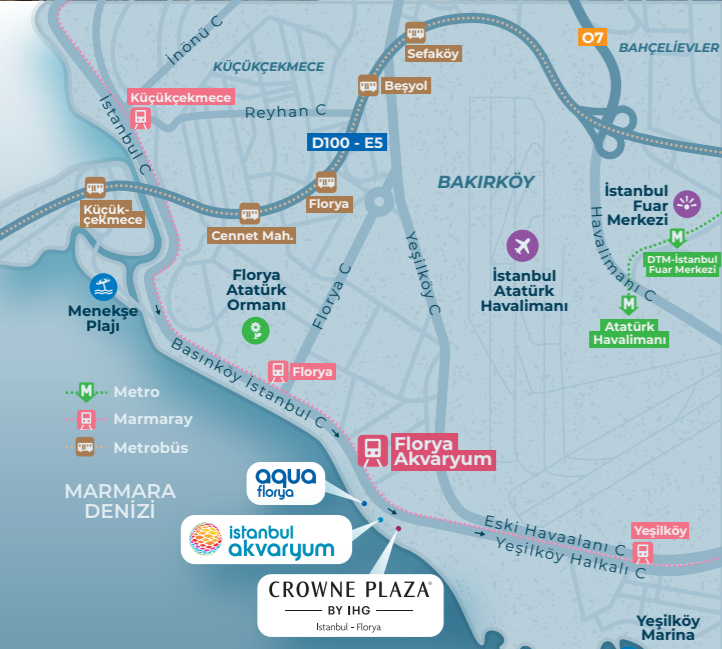 İnönü C
KÜÇÜKÇEKMECE
Sefaköy
O7
BAHÇELİEVLER
Küçükçekmece
Beşyol
İstanbul C
Reyhan C
D100 - E5
BAKIRKÖY
İstanbul
Fuar
Merkezi
Küçük-
çekmece
Florya
Cennet Mah.
Havalimanı C
DTM-İstanbul
Fuar Merkezi
Yeşilköy C
Florya C
İstanbul
Atatürk
Havalimanı
Florya
Atatürk
Ormanı
Menekşe
Plajı
Atatürk
Havalimanı
Basınköy İstanbul C
Florya
M Metro
Marmaray
Metrobüs
Florya
Akvaryum
MARMARA
DENİZİ
aqua
florya
istanbul
akvaryum
Eski Havaalanı C
Yeşilköy Halkalı C
Yeşilköy
CROWNE PLAZA
BY IHG
Istanbul - Florya
Yeşilköy
Marina
M
M